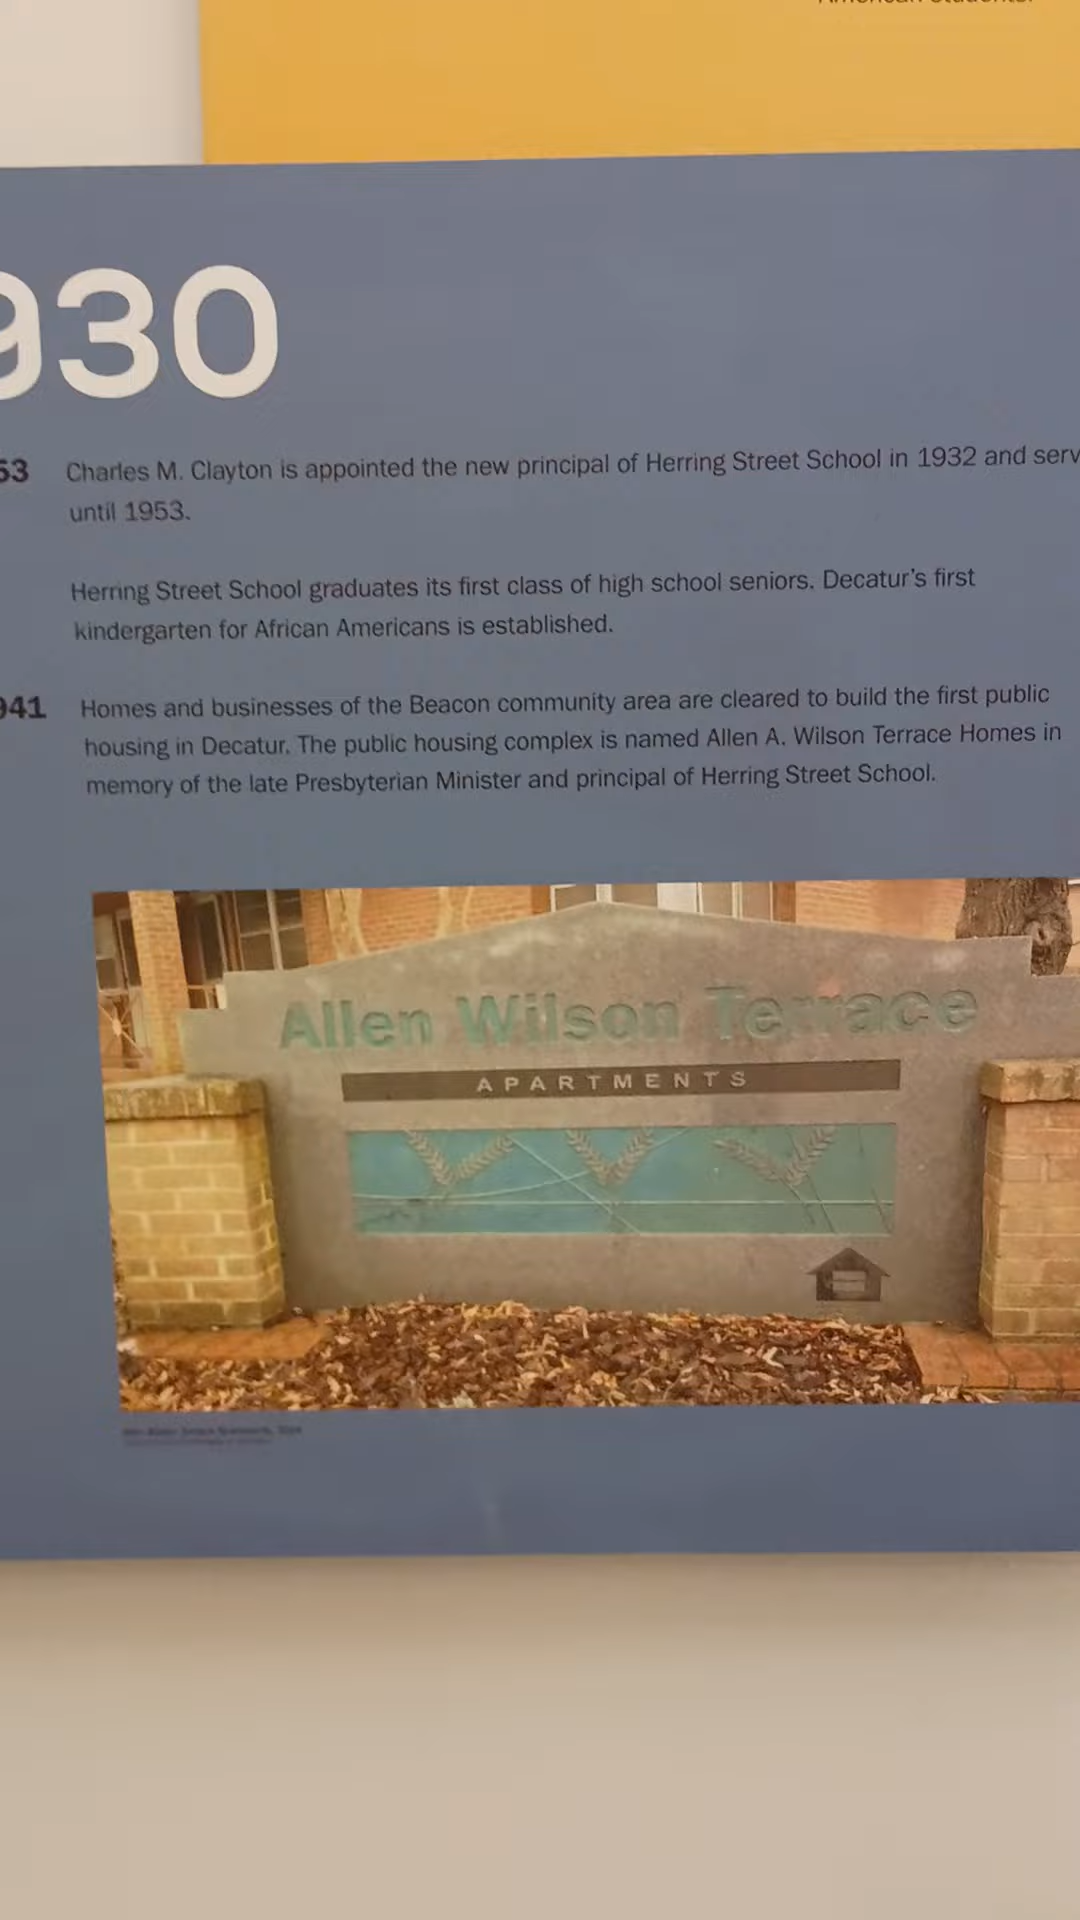 American students.
930
53 Charles M. Clayton is appointed the new principal of Herring Street School in 1932 and serv
until 1953.
Herring Street School graduates its first class of high school seniors. Decatur’s first
kindergarten for African Americans is established.
941 Homes and businesses of the Beacon community area are cleared to build the first public
housing in Decatur. The public housing complex is named Allen A. Wilson Terrace Homes in
memory of the late Presbyterian Minister and principal of Herring Street School.
Allen Wilson Terrace
APARTMENTS